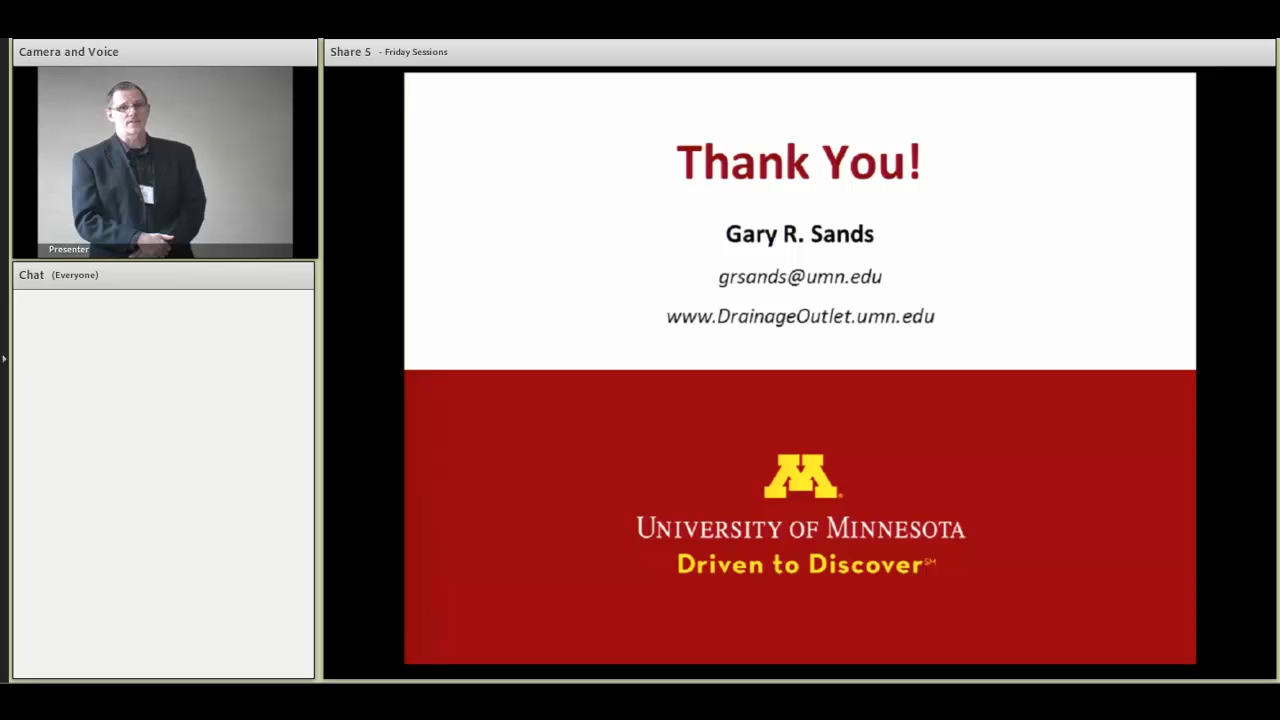 Camera and Voice
Share 5 - Friday Sessions
Presenter
Chat (Everyone)
Thank You!
Gary R. Sands
grsands@umn.edu
www.DrainageOutlet.umn.edu
M
UNIVERSITY OF MINNESOTA
Driven to Discover℠